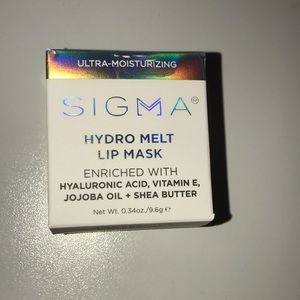 ULTRA-MOISTURIZING
SIGMA®
HYDRO MELT
LIP MASK
ENRICHED WITH
HYALURONIC ACID, VITAMIN E,
JOJOBA OIL + SHEA BUTTER
Net Wt. 0.34oz./9.6g ℮